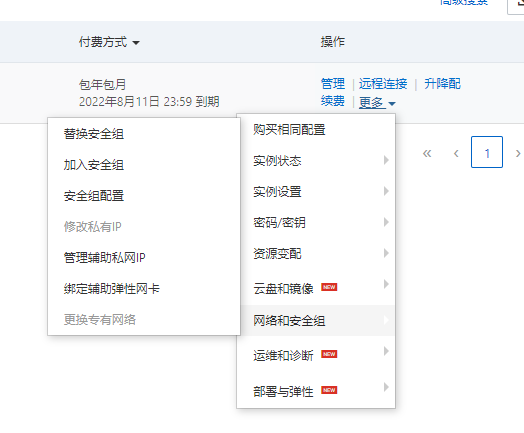 高级搜索
付费方式
操作
包年包月
2022年8月11日 23:59 到期
管理 | 远程连接 | 升降配
续费 | 更多
替换安全组
加入安全组
安全组配置
修改私有IP
管理辅助私网IP
绑定辅助弹性网卡
更换专有网络
购买相同配置
实例状态
实例设置
密码/密钥
资源变配
云盘和镜像 NEW
网络和安全组
运维和诊断 NEW
部署与弹性 NEW
« ‹ 1 ›